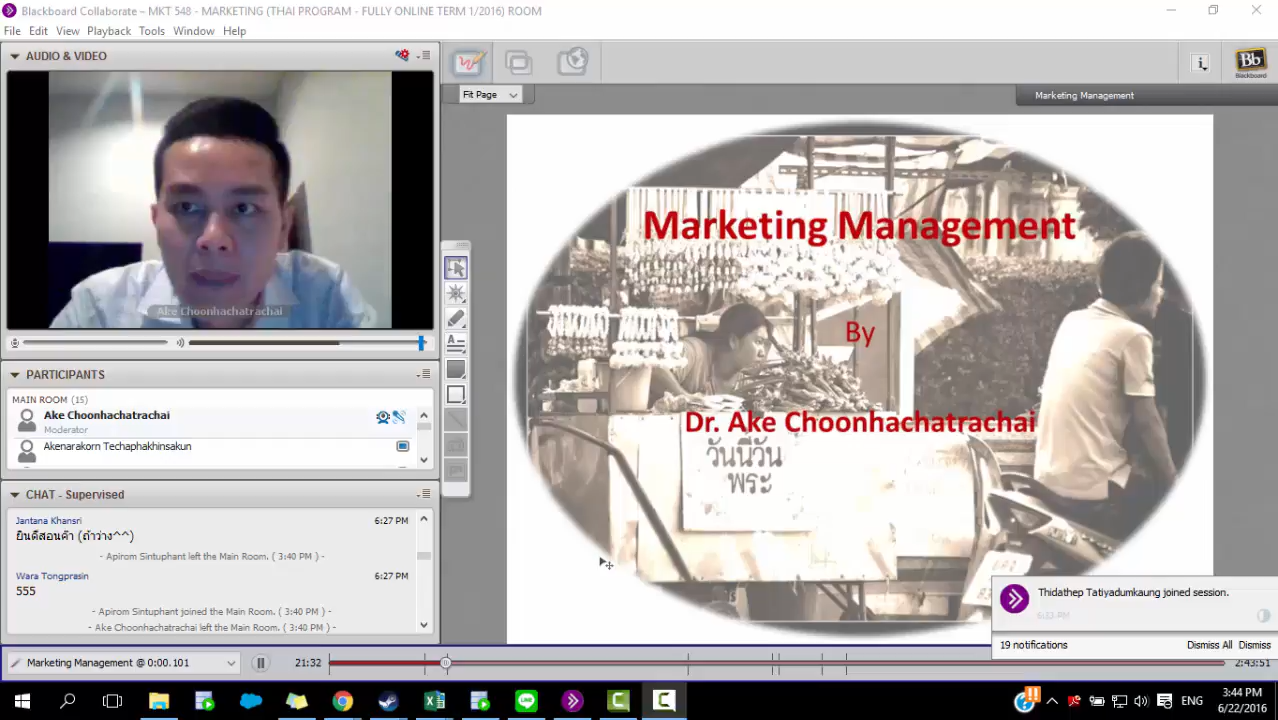 Blackboard Collaborate – MKT 548 - MARKETING (THAI PROGRAM - FULLY ONLINE TERM 1/2016) ROOM
File Edit View Playback Tools Window Help
AUDIO & VIDEO
Fit Page
Blackboard
Marketing Management
Ake Choonhachatrachai
Marketing Management
By
Dr. Ake Choonhachatrachai
วันนี้วัน
พระ
PARTICIPANTS
MAIN ROOM (15)
Ake Choonhachatrachai
Moderator
Akenarakorn Techaphakhinsakun
CHAT - Supervised
Jantana Khansri 6:27 PM
ยินดีสอนค้า (ถ้าว่าง^^)
- Apirom Sintuphant left the Main Room. ( 3:40 PM ) -
Wara Tongprasin 6:27 PM
555
- Apirom Sintuphant joined the Main Room. ( 3:40 PM ) -
- Ake Choonhachatrachai left the Main Room. ( 3:40 PM ) -
Thidathep Tatiyadumkaung joined session.
6:33 PM
19 notifications Dismiss All Dismiss
Marketing Management @ 0:00.101 21:32 2:43:51
ENG
3:44 PM
6/22/2016